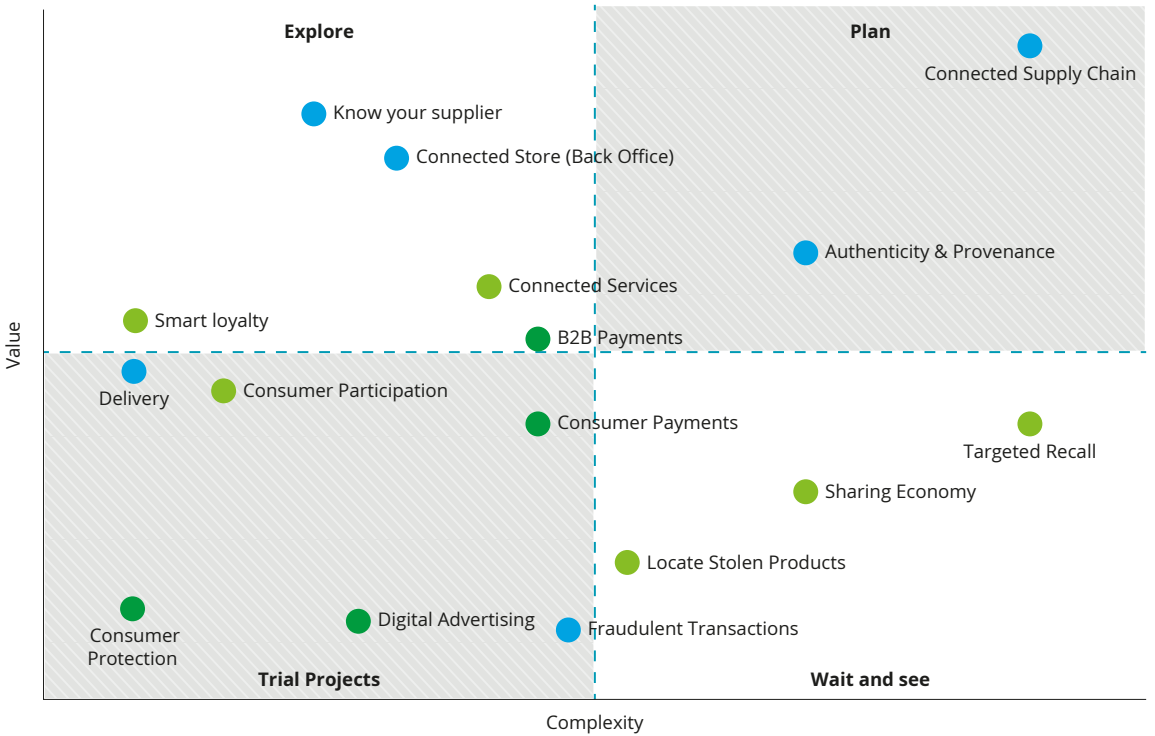 Explore
Plan
Connected Supply Chain
Know your supplier
Connected Store (Back Office)
Authenticity & Provenance
Connected Services
Smart loyalty
B2B Payments
Value
Delivery
Consumer Participation
Consumer Payments
Targeted Recall
Sharing Economy
Locate Stolen Products
Digital Advertising
Fraudulent Transactions
Consumer
Protection
Trial Projects
Wait and see
Complexity